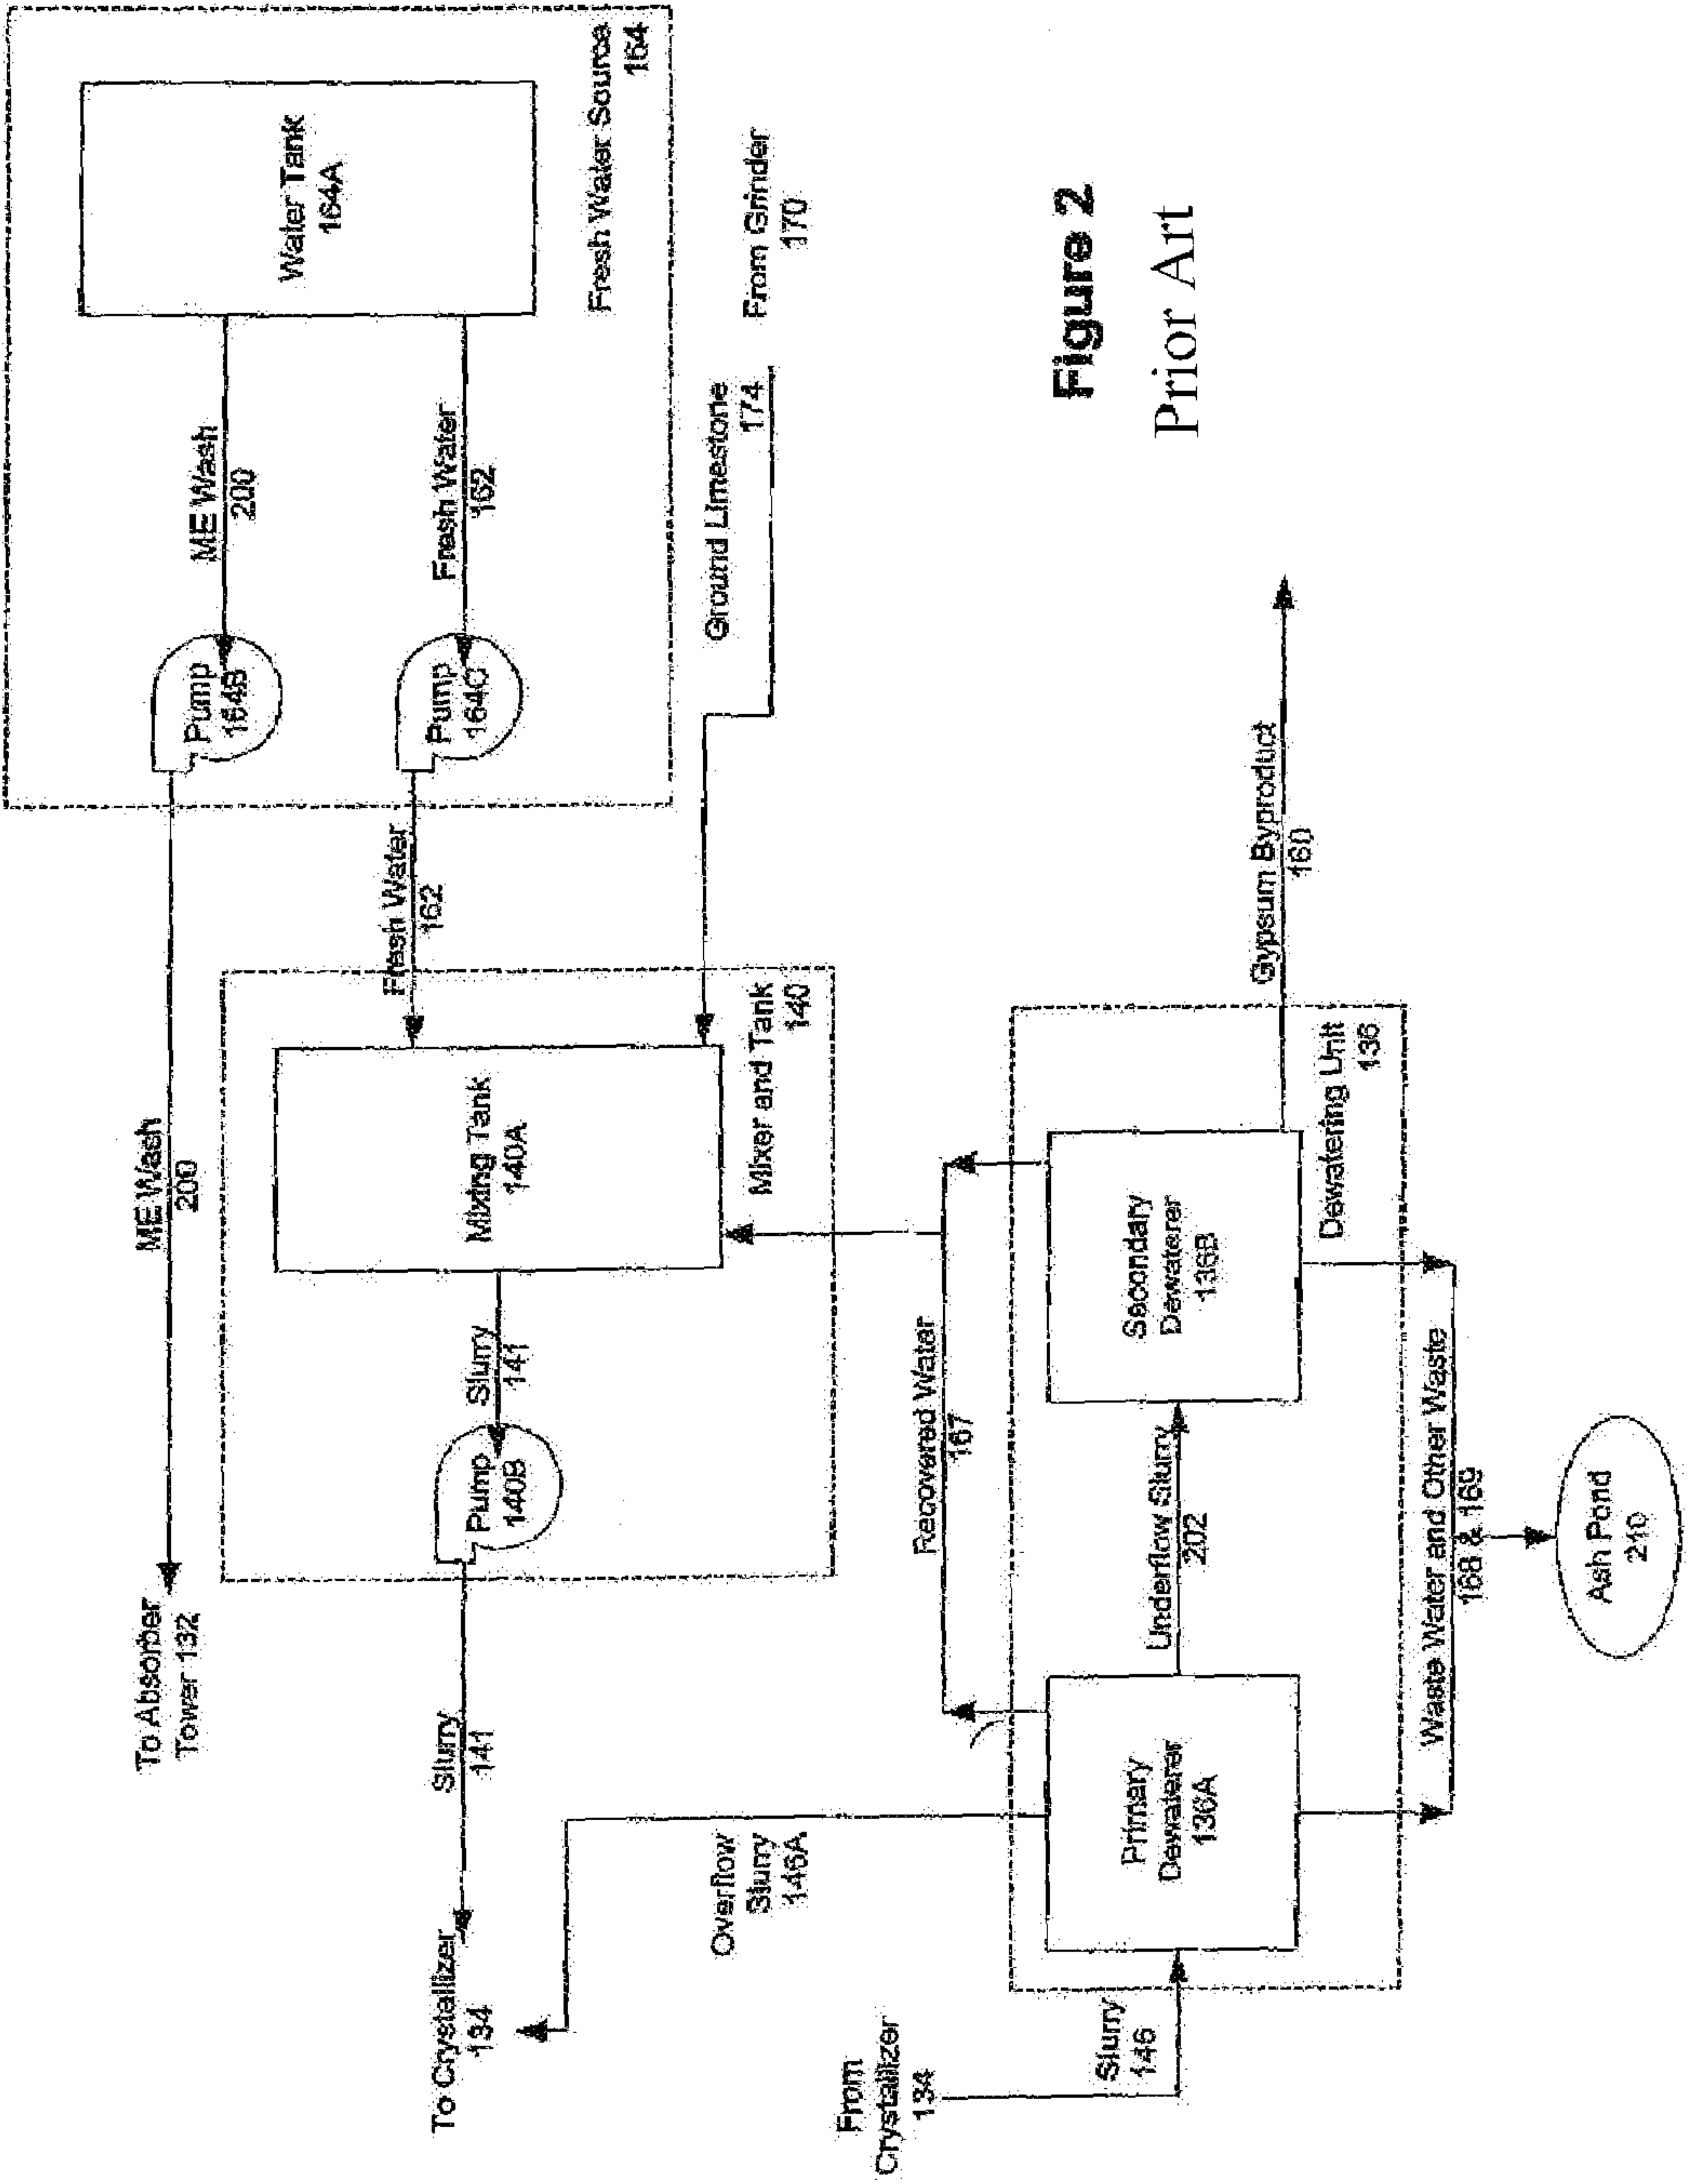 To Absorber
Tower 132
ME Wash
200
Pump
164B
ME Wash
200
Water Tank
164A
Fresh Water Source
164
Pump
164C
Fresh Water
162
Fresh Water
162
To Crystallizer
134
Slurry
141
Pump
140B
Slurry
141
Mixing Tank
140A
Mixer and Tank
140
Ground Limestone
174
From Grinder
170
Overflow
Slurry
146A
From
Crystallizer
134
Slurry
146
Recovered Water
167
Primary
Dewaterer
136A
Underflow Slurry
202
Secondary
Dewaterer
136B
Dewatering Unit
136
Gypsum Byproduct
160
Waste Water and Other Waste
168 & 169
Ash Pond
210
Figure 2
Prior Art